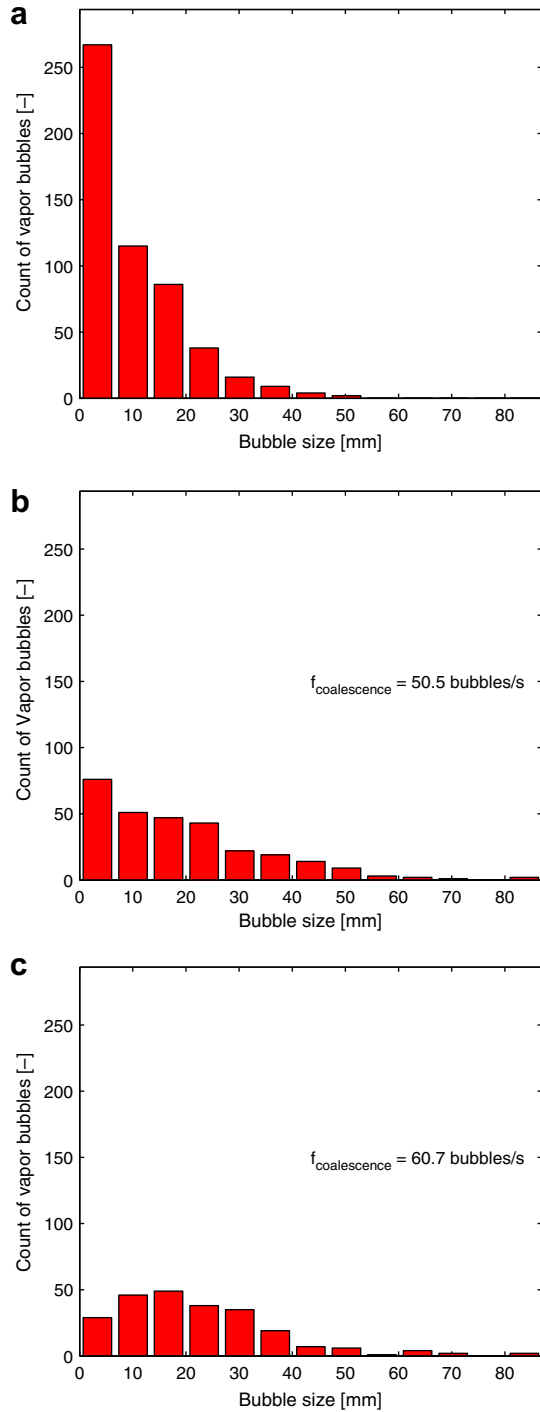 a
250
200
150
100
50
0
Count of vapor bubbles [−]
0 10 20 30 40 50 60 70 80
Bubble size [mm]
b
250
200
150
100
50
0
Count of Vapor bubbles [−]
f coalescence = 50.5 bubbles/s
0 10 20 30 40 50 60 70 80
Bubble size [mm]
c
250
200
150
100
50
0
Count of vapor bubbles [−]
f coalescence = 60.7 bubbles/s
0 10 20 30 40 50 60 70 80
Bubble size [mm]